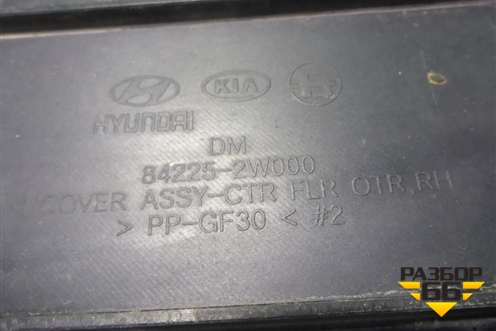 HYUNDAI KIA
DM
84225-2W000
COVER ASSY-CTR FLR OTR,RH
> PP-GF30 < #2
РАЗБОР
66